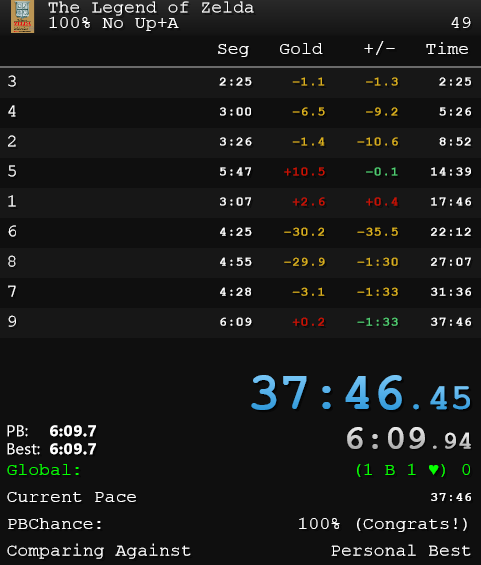 The Legend of Zelda
100% No Up+A 49
Seg Gold +/- Time
3 2:25 -1.1 -1.3 2:25
4 3:00 -6.5 -9.2 5:26
2 3:26 -1.4 -10.6 8:52
5 5:47 +10.5 -0.1 14:39
1 3:07 +2.6 +0.4 17:46
6 4:25 -30.2 -35.5 22:12
8 4:55 -29.9 -1:30 27:07
7 4:28 -3.1 -1:33 31:36
9 6:09 +0.2 -1:33 37:46
37:46.45
PB: 6:09.7 6:09.94
Best: 6:09.7
Global: (1 B 1 ♥) 0
Current Pace 37:46
PBChance: 100% (Congrats!)
Comparing Against Personal Best